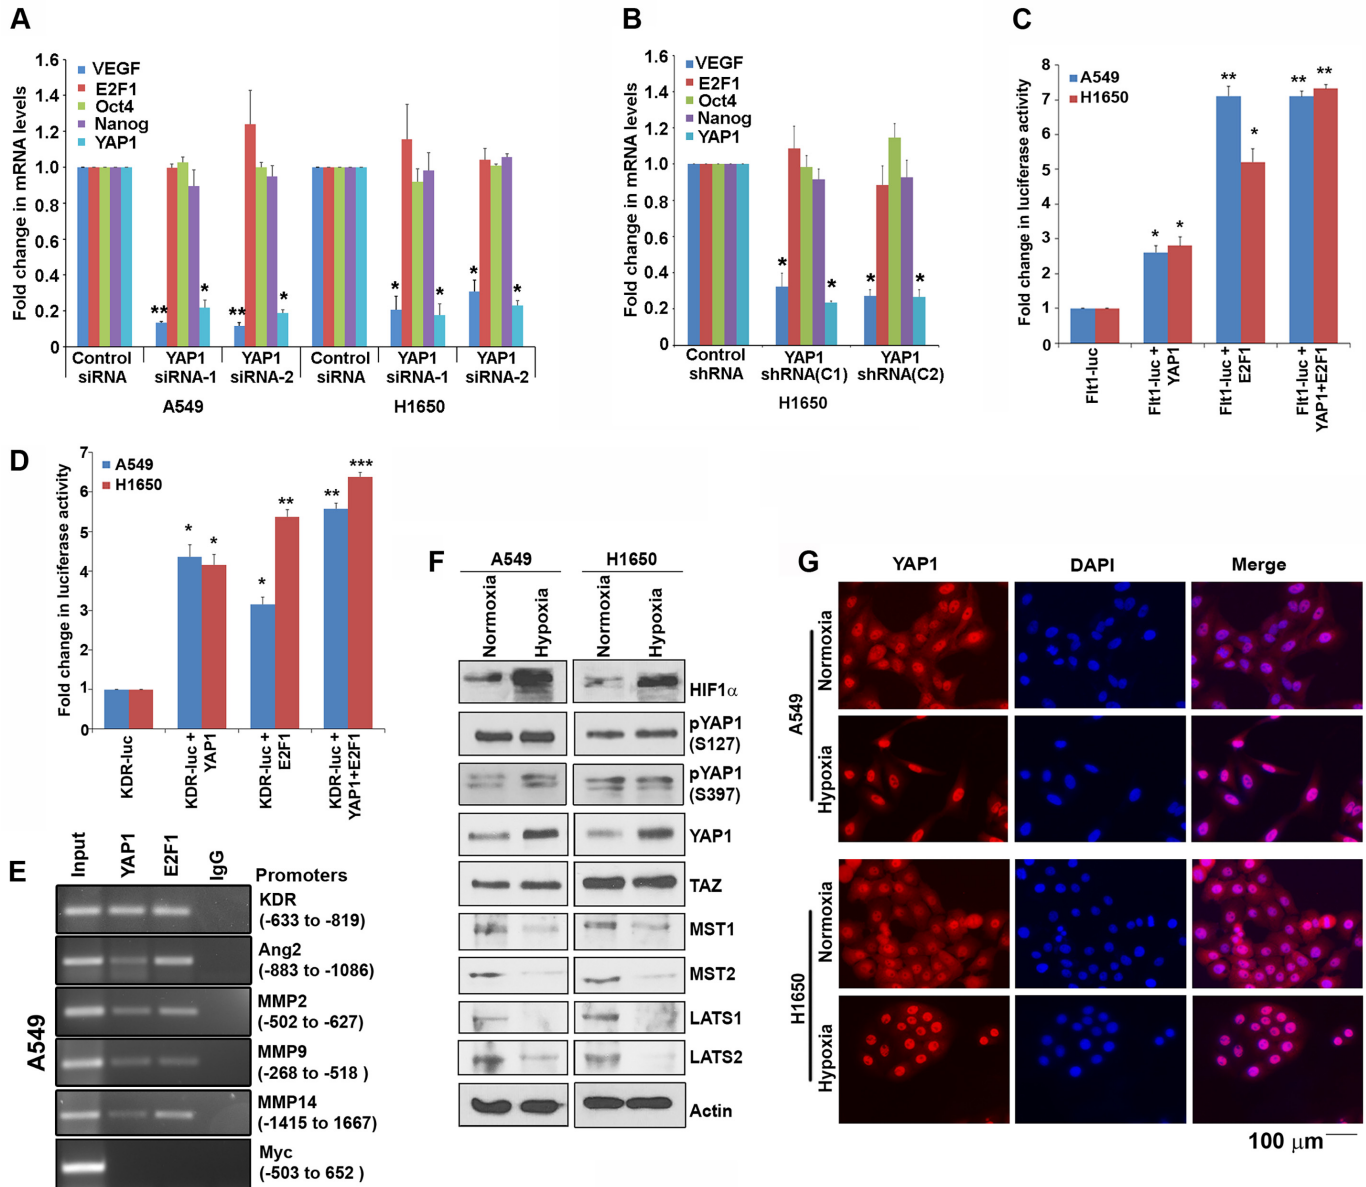 A
Fold change in mRNA levels
1.6
1.4
1.2
1.0
0.8
0.6
0.4
0.2
0
VEGF
E2F1
Oct4
Nanog
YAP1
** * ** * * * * *
Control siRNA
YAP1 siRNA-1
YAP1 siRNA-2
Control siRNA
YAP1 siRNA-1
YAP1 siRNA-2
A549
H1650
B
Fold change in mRNA levels
1.6
1.4
1.2
1.0
0.8
0.6
0.4
0.2
0
VEGF
E2F1
Oct4
Nanog
YAP1
* * * *
Control shRNA
YAP1 shRNA(C1)
YAP1 shRNA(C2)
H1650
C
Fold change in luciferase activity
8
7
6
5
4
3
2
1
0
A549
H1650
* * ** * ** **
Flt1-luc
Flt1-luc + YAP1
Flt1-luc + E2F1
Flt1-luc + YAP1+E2F1
D
Fold change in luciferase activity
7
6
5
4
3
2
1
0
A549
H1650
* * * ** ** ***
KDR-luc
KDR-luc + YAP1
KDR-luc + E2F1
KDR-luc + YAP1+E2F1
E
A549
Input
YAP1
E2F1
IgG
Promoters
KDR
(-633 to -819)
Ang2
(-883 to -1086)
MMP2
(-502 to -627)
MMP9
(-268 to -518 )
MMP14
(-1415 to 1667)
Myc
(-503 to 652 )
F
A549
H1650
Normoxia
Hypoxia
Normoxia
Hypoxia
HIF1α
pYAP1
(S127)
pYAP1
(S397)
YAP1
TAZ
MST1
MST2
LATS1
LATS2
Actin
G
YAP1
DAPI
Merge
A549
Normoxia
Hypoxia
H1650
Normoxia
Hypoxia
100 μm